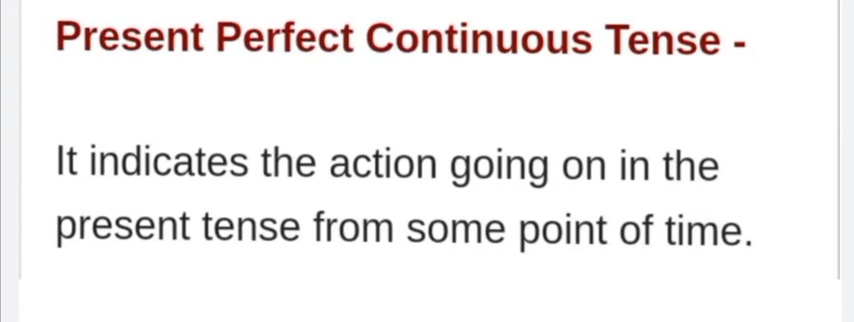 Present Perfect Continuous Tense -
It indicates the action going on in the
present tense from some point of time.